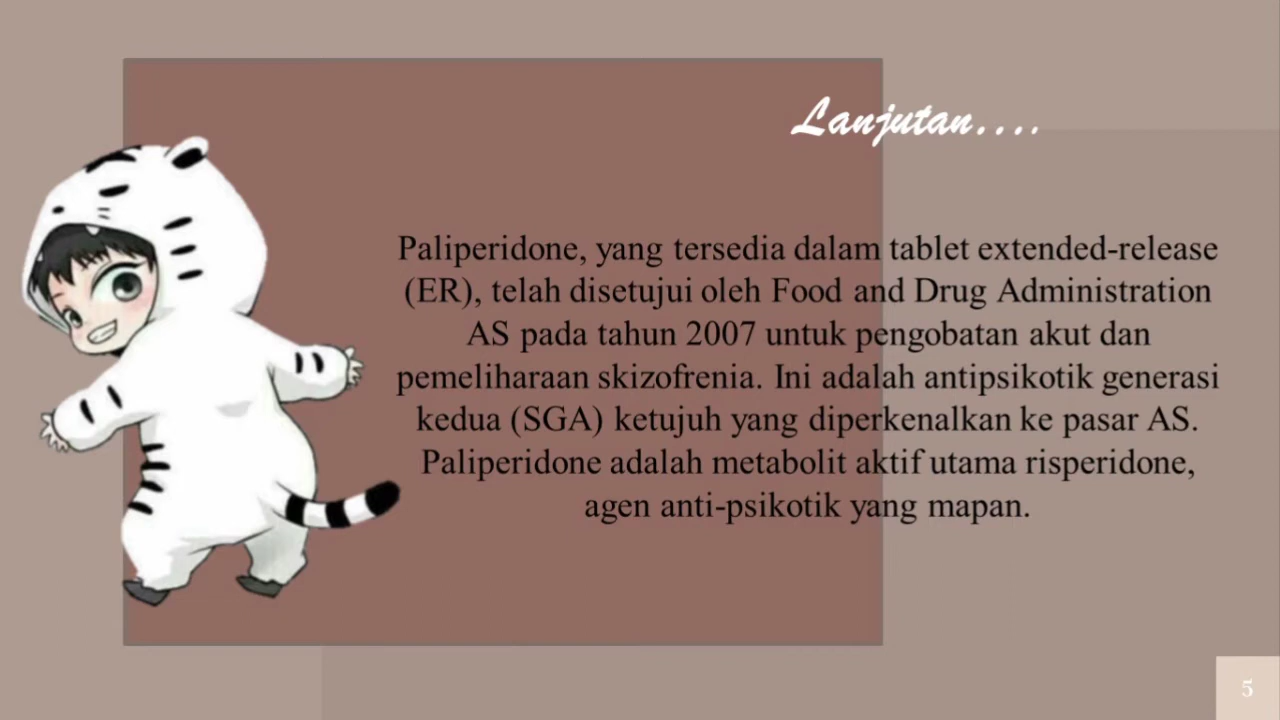 Lanjutan....
Paliperidone, yang tersedia dalam tablet extended-release
(ER), telah disetujui oleh Food and Drug Administration
AS pada tahun 2007 untuk pengobatan akut dan
pemeliharaan skizofrenia. Ini adalah antipsikotik generasi
kedua (SGA) ketujuh yang diperkenalkan ke pasar AS.
Paliperidone adalah metabolit aktif utama risperidone,
agen anti-psikotik yang mapan.
5